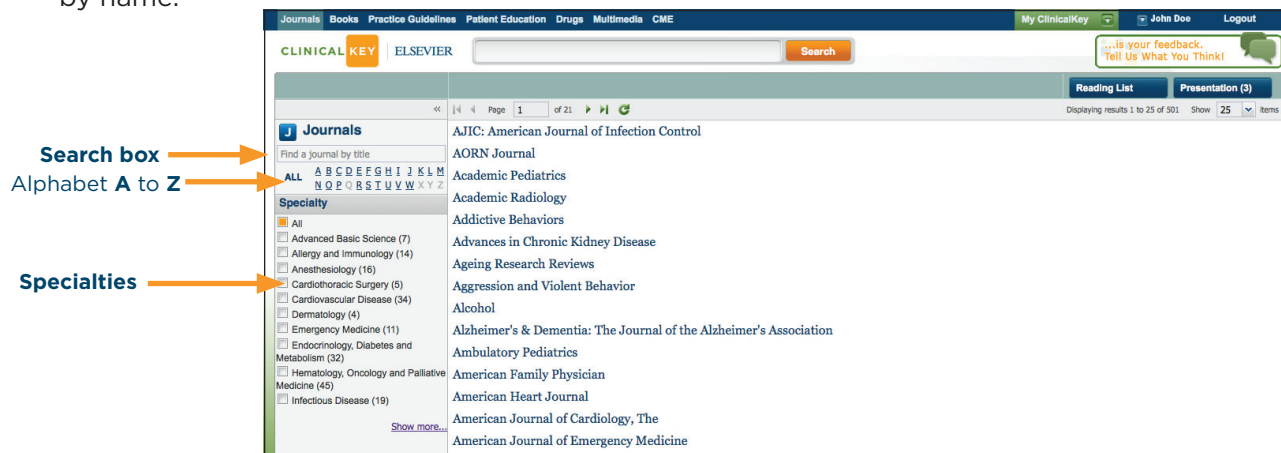 by name.
Journals Books Practice Guidelines Patient Education Drugs Multimedia CME My ClinicalKey John Doe Logout
CLINICAL KEY ELSEVIER Search ...is your feedback.
Tell Us What You Think!
Reading List Presentation (3)
« Page 1 of 21 Displaying results 1 to 25 of 501 Show 25 items
J Journals
Search box
Find a journal by title
Alphabet A to Z
ALL A B C D E F G H I J K L M
N O P Q R S T U V W X Y Z
Specialty
All
Advanced Basic Science (7)
Allergy and Immunology (14)
Anesthesiology (16)
Specialties
Cardiothoracic Surgery (5)
Cardiovascular Disease (34)
Dermatology (4)
Emergency Medicine (11)
Endocrinology, Diabetes and
Metabolism (32)
Hematology, Oncology and Palliative
Medicine (45)
Infectious Disease (19)
Show more...
AJIC: American Journal of Infection Control
AORN Journal
Academic Pediatrics
Academic Radiology
Addictive Behaviors
Advances in Chronic Kidney Disease
Ageing Research Reviews
Aggression and Violent Behavior
Alcohol
Alzheimer's & Dementia: The Journal of the Alzheimer's Association
Ambulatory Pediatrics
American Family Physician
American Heart Journal
American Journal of Cardiology, The
American Journal of Emergency Medicine